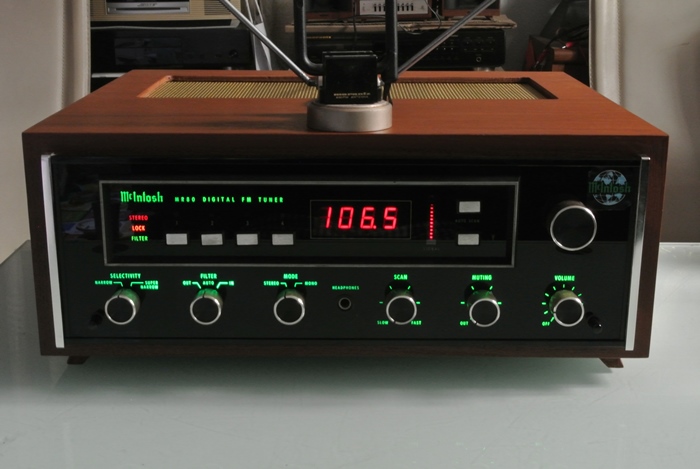 McIntosh MR80 DIGITAL FM TUNER
106.5
McIntosh
STEREO
LOCK
FILTER
SELECTIVITY
NARROW
SUPER NARROW
FILTER
OUT AUTO IN
MODE
STEREO MONO
HEADPHONES
SCAN
SLOW FAST
MUTING
OUT
VOLUME
OFF